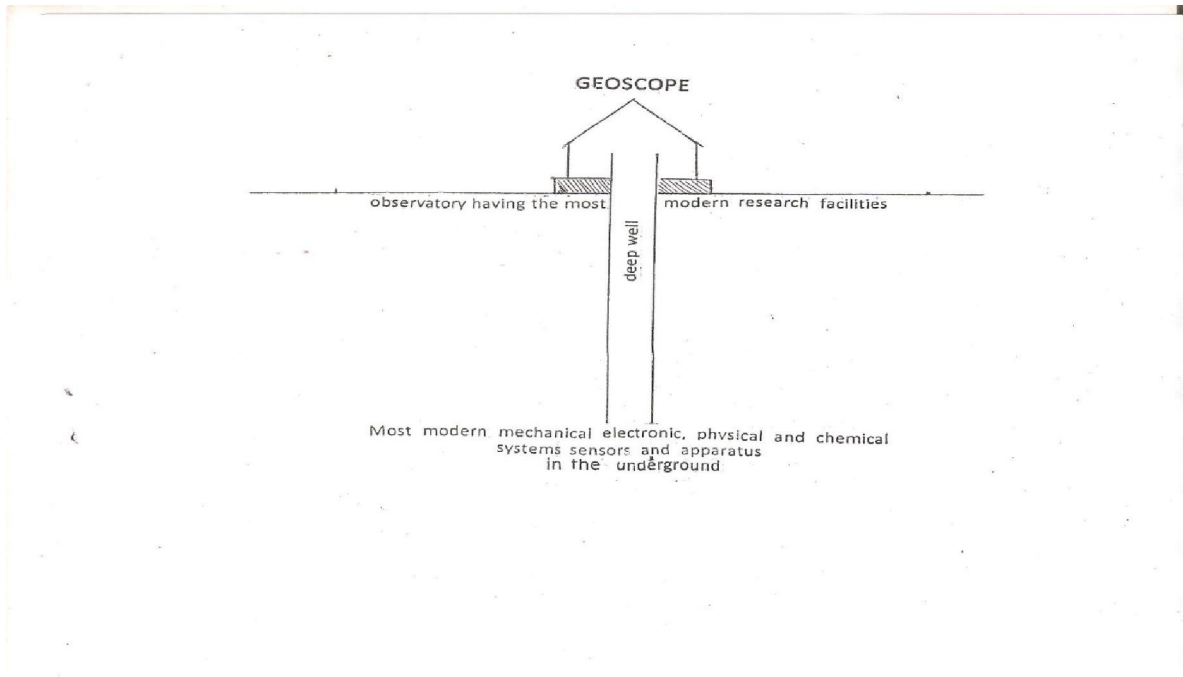 GEOSCOPE
observatory having the most modern research facilities
deep well
Most modern mechanical electronic, physical and chemical
systems sensors and apparatus
in the underground